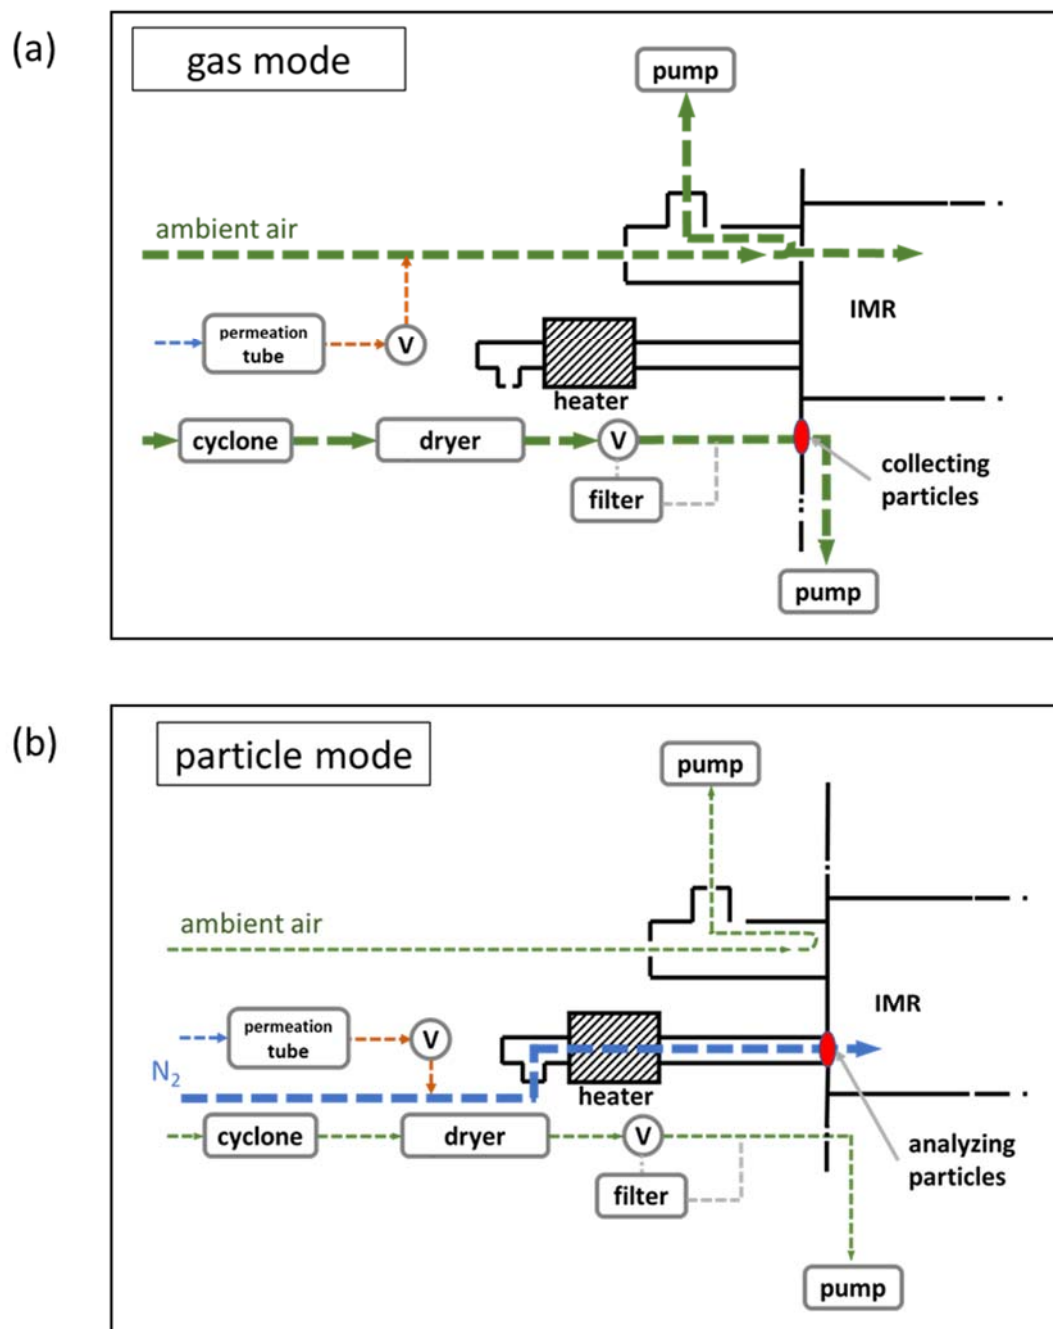 (a)
gas mode
pump
ambient air
permeation
tube
V
IMR
heater
cyclone
dryer
V
collecting
particles
filter
pump
(b)
particle mode
pump
ambient air
IMR
permeation
tube
V
N2
heater
cyclone
dryer
V
analyzing
particles
filter
pump